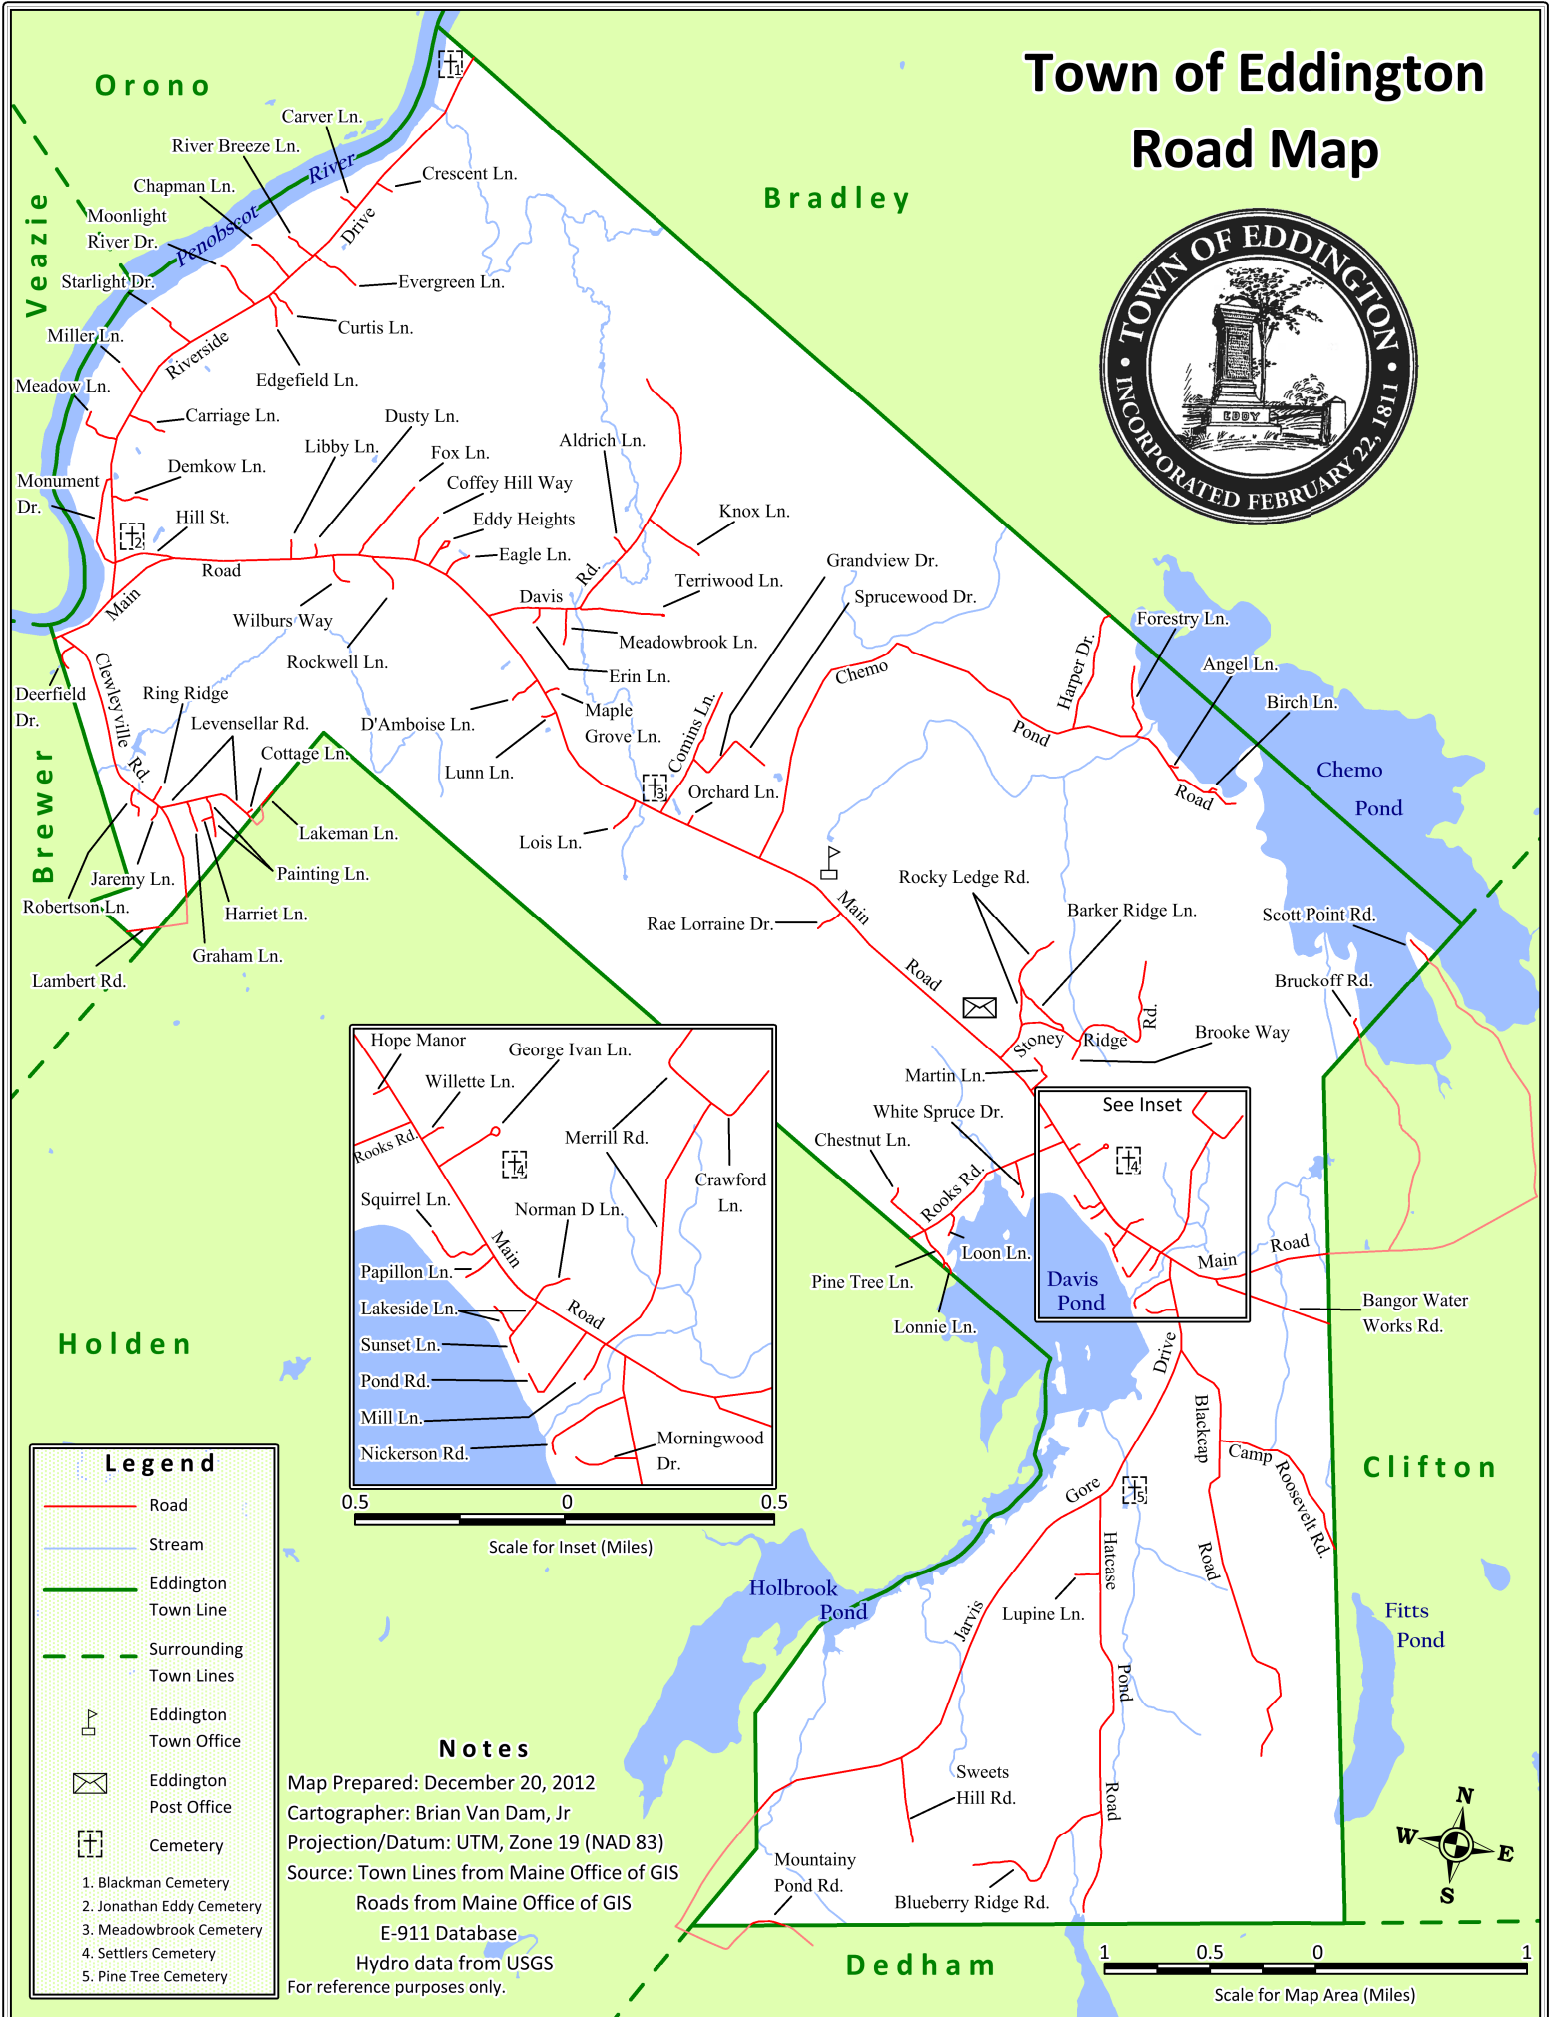 Town of Eddington
Road Map
TOWN OF EDDINGTON
INCORPORATED FEBRUARY 22, 1811
EDDY
Orono
Bradley
Veazie
Brewer
Holden
Clifton
Dedham
Penobscot River
Carver Ln.
River Breeze Ln.
Crescent Ln.
Chapman Ln.
Moonlight
River Dr.
Drive
Starlight Dr.
Evergreen Ln.
Curtis Ln.
Miller Ln.
Riverside
Edgefield Ln.
Meadow Ln.
Carriage Ln.
Dusty Ln.
Libby Ln.
Fox Ln.
Aldrich Ln.
Demkow Ln.
Monument
Dr.
Coffey Hill Way
Hill St.
Eddy Heights
Knox Ln.
Eagle Ln.
Road
Grandview Dr.
Rd.
Terriwood Ln.
Davis
Sprucewood Dr.
Main
Wilburs Way
Meadowbrook Ln.
Forestry Ln.
Rockwell Ln.
Erin Ln.
Chemo
Harper Dr.
Angel Ln.
Clewleyville
Deerfield
Dr.
Ring Ridge
Levensellar Rd.
D'Amboise Ln.
Maple
Grove Ln.
Comins Ln.
Birch Ln.
Pond
Cottage Ln.
Rd.
Lunn Ln.
Chemo
Pond
Orchard Ln.
Road
Lakeman Ln.
Lois Ln.
Jaremy Ln.
Painting Ln.
Rocky Ledge Rd.
Robertson Ln.
Harriet Ln.
Main
Rae Lorraine Dr.
Barker Ridge Ln.
Scott Point Rd.
Graham Ln.
Road
Lambert Rd.
Bruckoff Rd.
Rd.
Stoney
Ridge
Brooke Way
Martin Ln.
White Spruce Dr.
See Inset
Chestnut Ln.
Rooks Rd.
Loon Ln.
Pine Tree Ln.
Lonnie Ln.
Davis
Pond
Main
Road
Bangor Water
Works Rd.
Drive
Blackcap
Camp
Roosevelt Rd.
Gore
Hatcase
Road
Holbrook
Pond
Lupine Ln.
Jarvis
Fitts
Pond
Pond
Sweets
Hill Rd.
Road
Mountainy
Pond Rd.
Blueberry Ridge Rd.
1
2
3
4
5
Hope Manor
George Ivan Ln.
Willette Ln.
Rooks Rd.
Merrill Rd.
4
Crawford
Ln.
Squirrel Ln.
Norman D Ln.
Main
Papillon Ln.
Lakeside Ln.
Road
Sunset Ln.
Pond Rd.
Mill Ln.
Nickerson Rd.
Morningwood
Dr.
0.5 0 0.5
Scale for Inset (Miles)
Legend
Road
Stream
Eddington
Town Line
Surrounding
Town Lines
Eddington
Town Office
Eddington
Post Office
Cemetery
1. Blackman Cemetery
2. Jonathan Eddy Cemetery
3. Meadowbrook Cemetery
4. Settlers Cemetery
5. Pine Tree Cemetery
Notes
Map Prepared: December 20, 2012
Cartographer: Brian Van Dam, Jr
Projection/Datum: UTM, Zone 19 (NAD 83)
Source: Town Lines from Maine Office of GIS
Roads from Maine Office of GIS
E-911 Database
Hydro data from USGS
For reference purposes only.
N
W
E
S
1 0.5 0 1
Scale for Map Area (Miles)